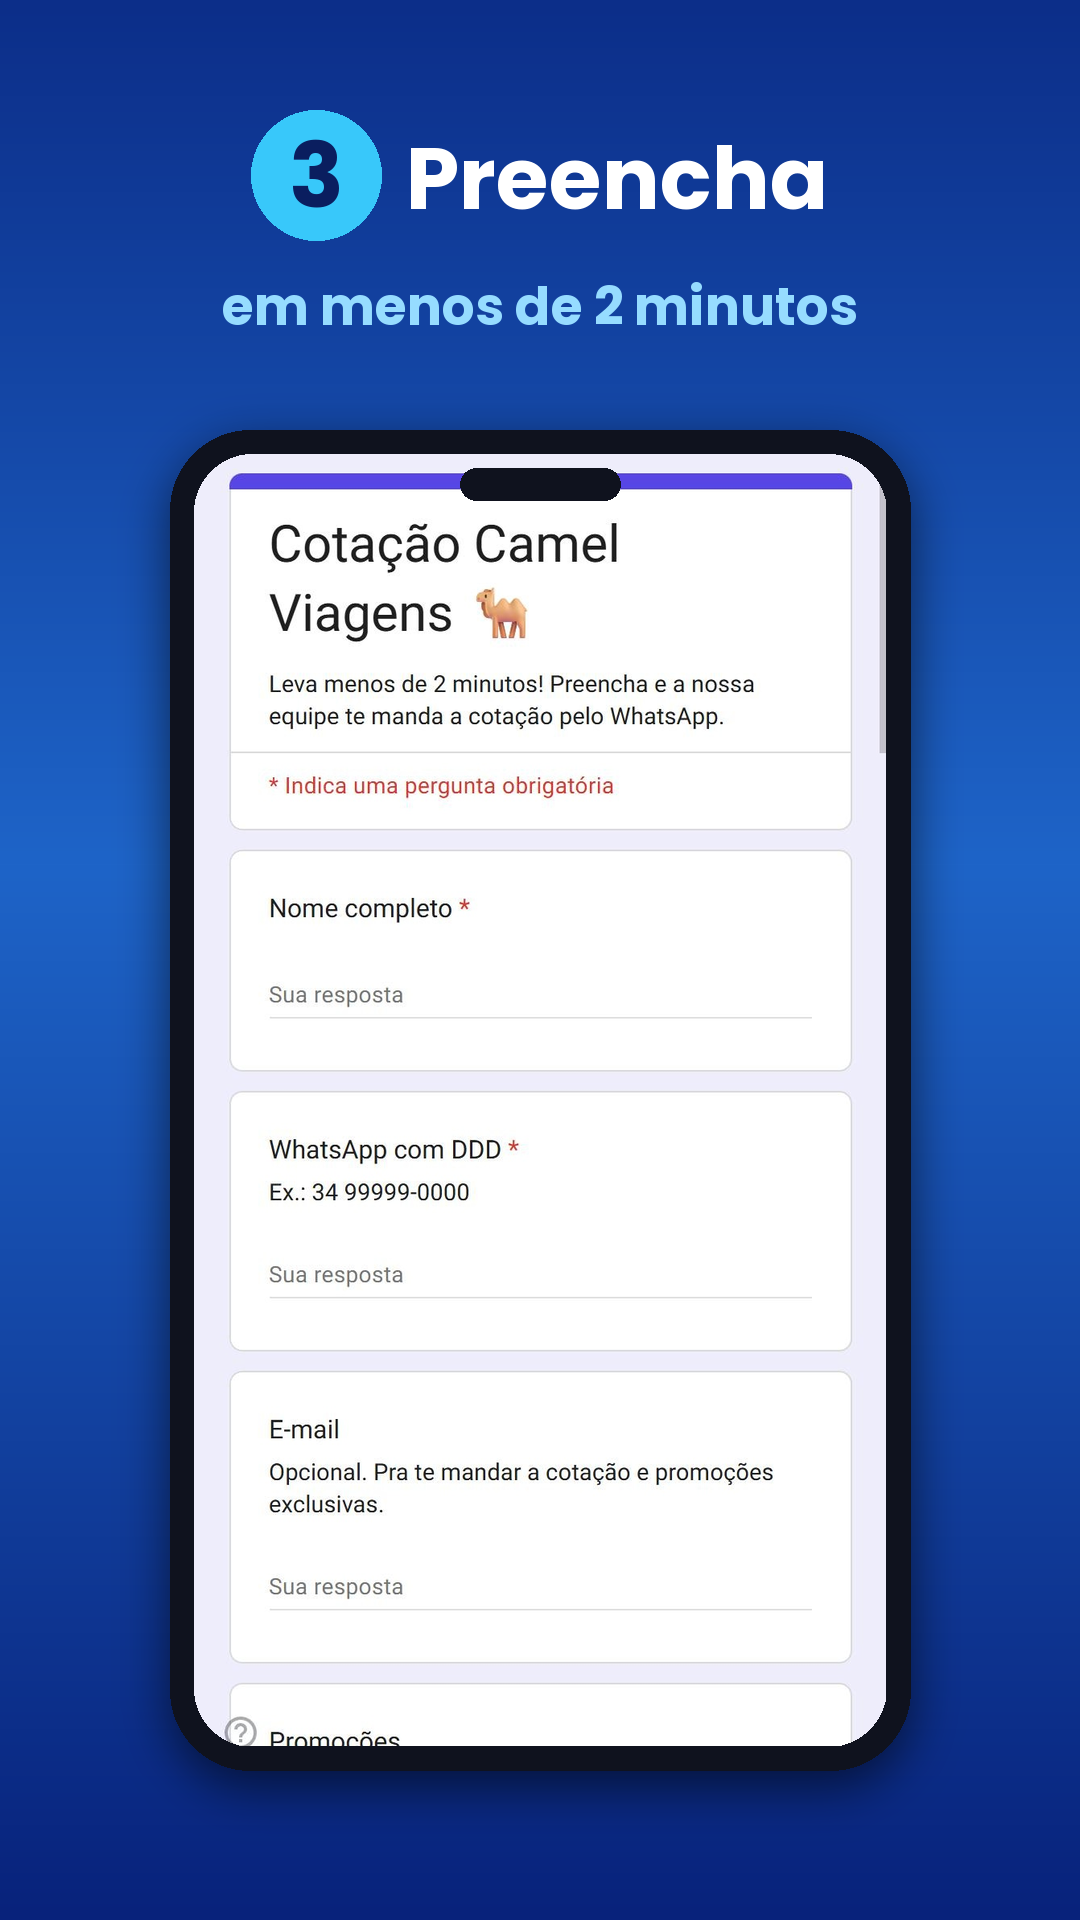 3 Preencha
em menos de 2 minutos
Cotação Camel
Viagens 🐫
Leva menos de 2 minutos! Preencha e a nossa
equipe te manda a cotação pelo WhatsApp.
* Indica uma pergunta obrigatória
Nome completo *
Sua resposta
WhatsApp com DDD *
Ex.: 34 99999-0000
Sua resposta
E-mail
Opcional. Pra te mandar a cotação e promoções
exclusivas.
Sua resposta
Promoções